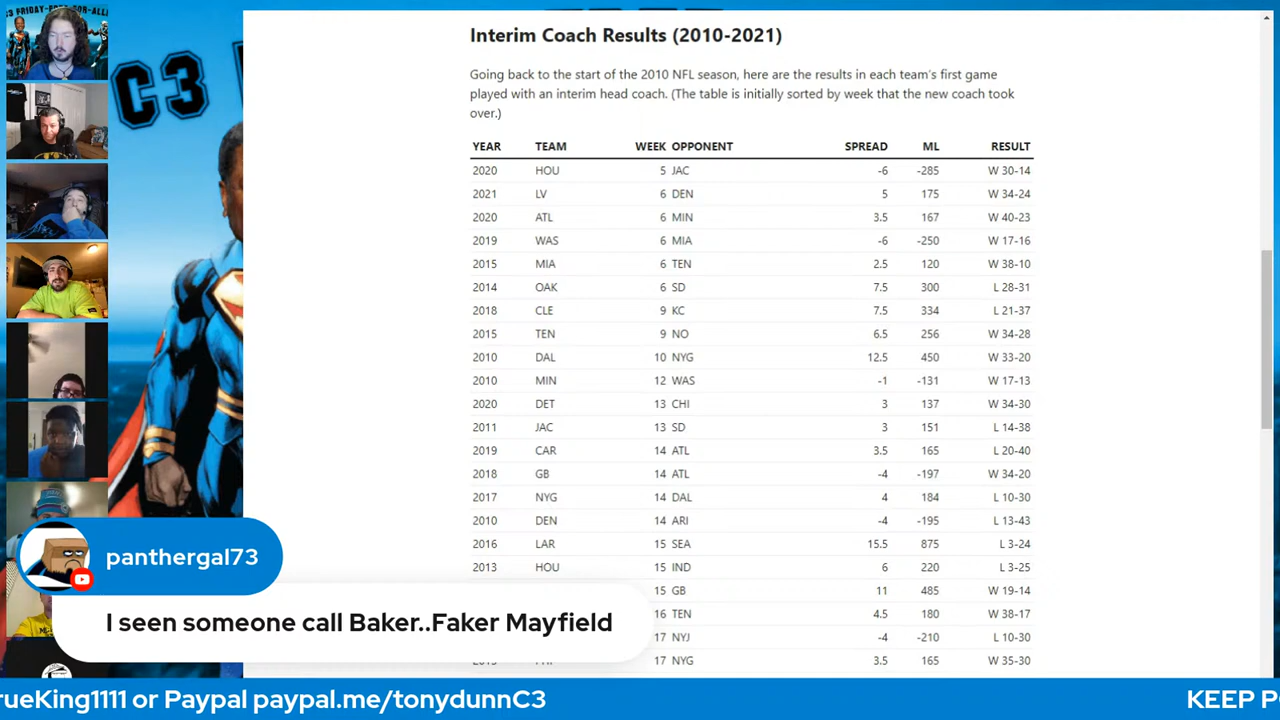 C3 FRIDAY-FREE-FOR-ALL
C3
Interim Coach Results (2010-2021)
Going back to the start of the 2010 NFL season, here are the results in each team's first game
played with an interim head coach. (The table is initially sorted by week that the new coach took
over.)
YEAR TEAM WEEK OPPONENT SPREAD ML RESULT
2020 HOU 5 JAC -6 -285 W 30-14
2021 LV 6 DEN 5 175 W 34-24
2020 ATL 6 MIN 3.5 167 W 40-23
2019 WAS 6 MIA -6 -250 W 17-16
2015 MIA 6 TEN 2.5 120 W 38-10
2014 OAK 6 SD 7.5 300 L 28-31
2018 CLE 9 KC 7.5 334 L 21-37
2015 TEN 9 NO 6.5 256 W 34-28
2010 DAL 10 NYG 12.5 450 W 33-20
2010 MIN 12 WAS -1 -131 W 17-13
2020 DET 13 CHI 3 137 W 34-30
2011 JAC 13 SD 3 151 L 14-38
2019 CAR 14 ATL 3.5 165 L 20-40
2018 GB 14 ATL -4 -197 W 34-20
2017 NYG 14 DAL 4 184 L 10-30
2010 DEN 14 ARI -4 -195 L 13-43
2016 LAR 15 SEA 15.5 875 L 3-24
2013 HOU 15 IND 6 220 L 3-25
15 GB 11 485 W 19-14
16 TEN 4.5 180 W 38-17
17 NYJ -4 -210 L 10-30
17 NYG 3.5 165 W 35-30
panthergal73
I seen someone call Baker..Faker Mayfield
rueKing1111 or Paypal paypal.me/tonydunnC3
KEEP P